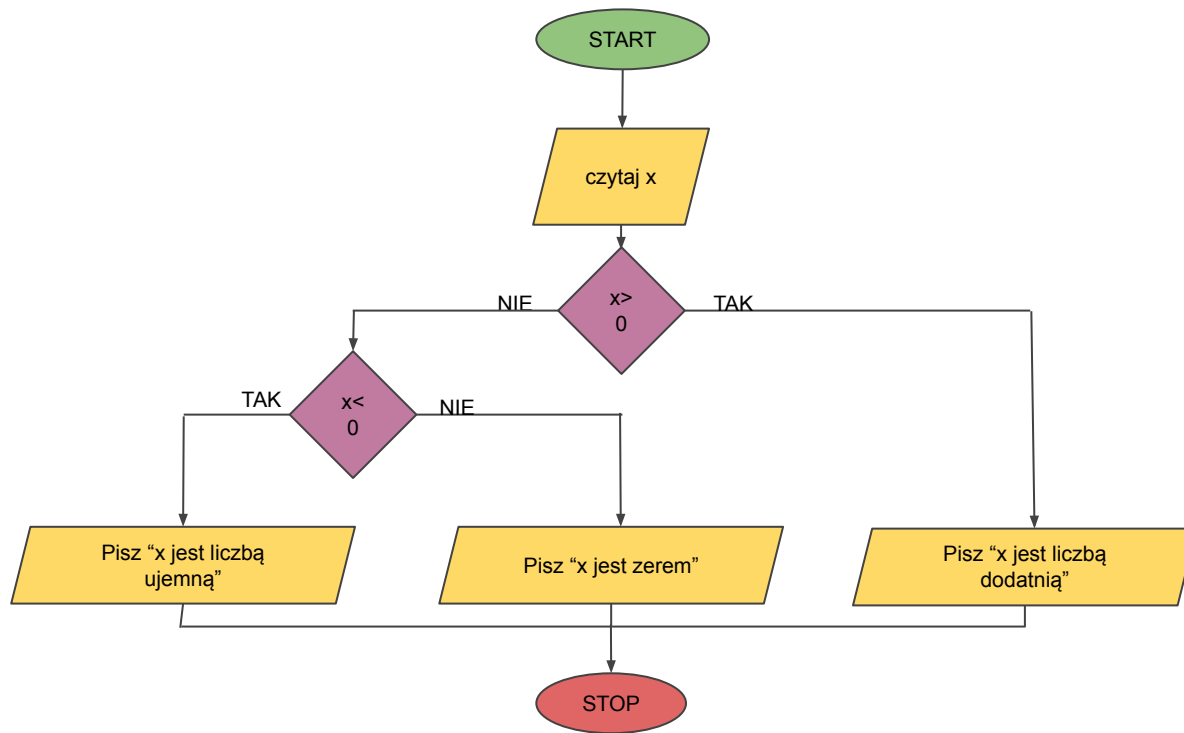 START
czytaj x
NIE
x>
0
TAK
TAK
x<
0
NIE
Pisz “x jest liczbą
ujemną”
Pisz “x jest zerem”
Pisz “x jest liczbą
dodatnią”
STOP